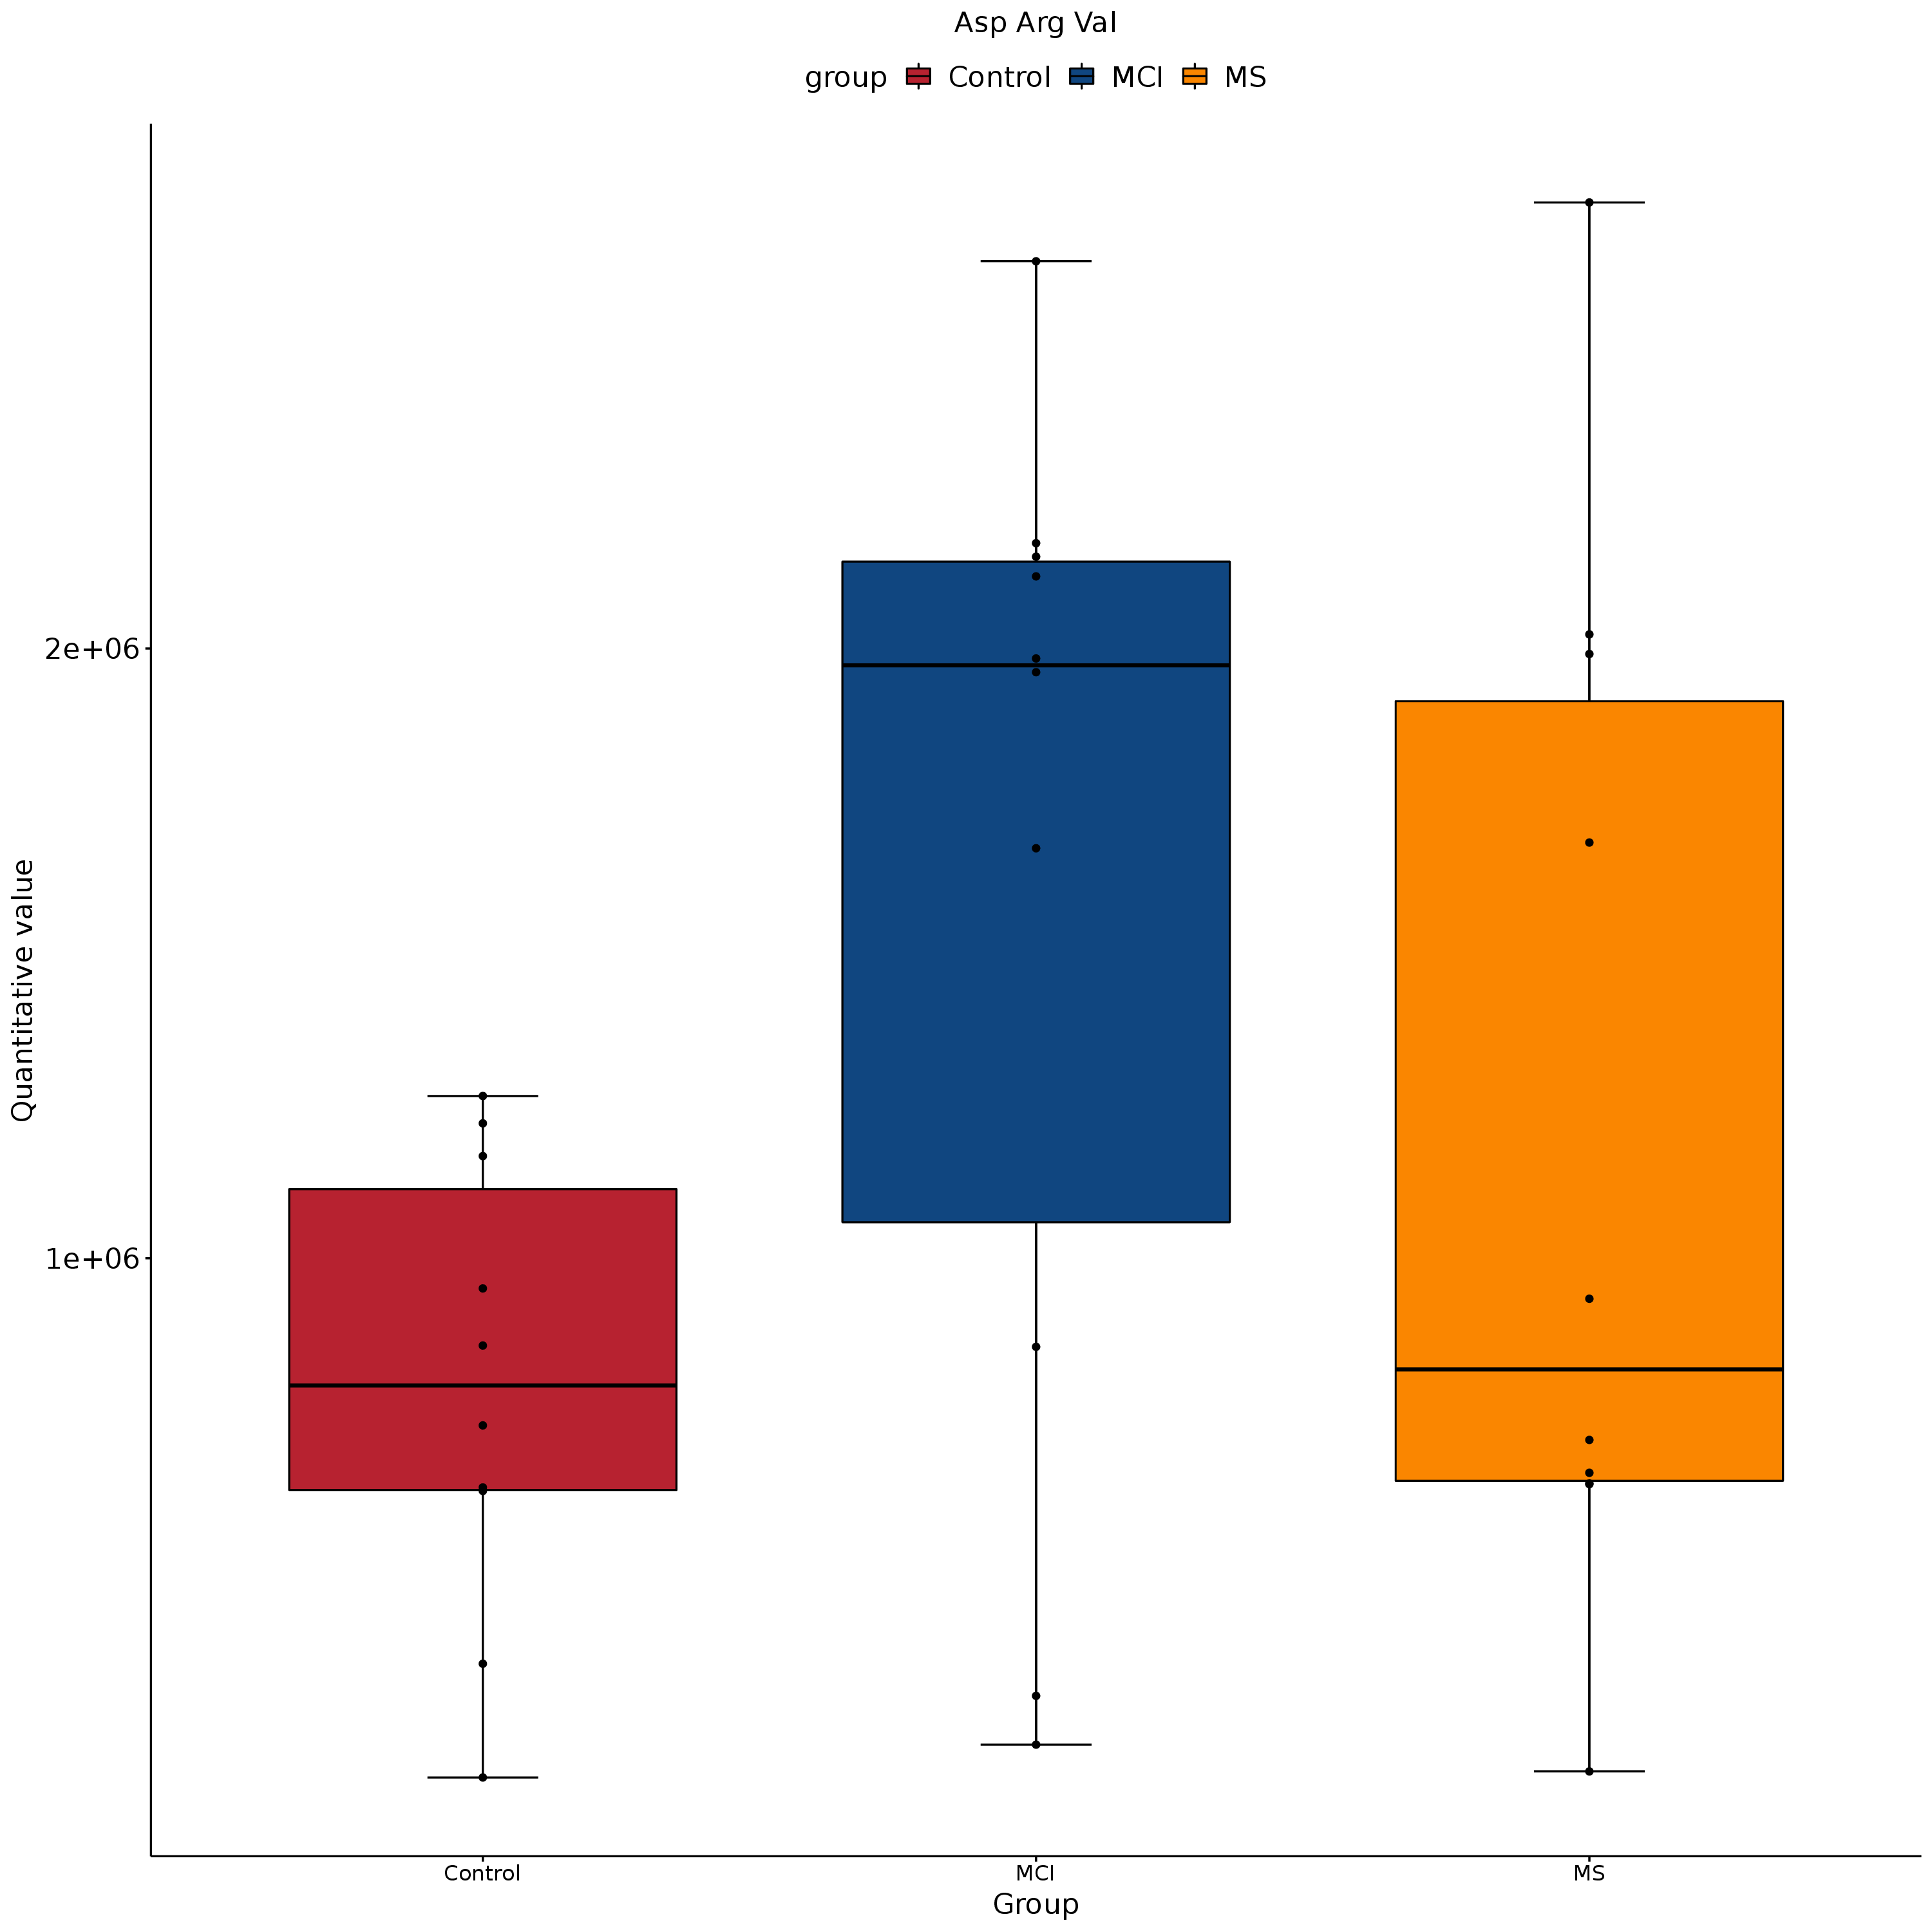 Asp Arg Val
group Control MCI MS
Quantitative value
2e+06
1e+06
Control MCI MS
Group